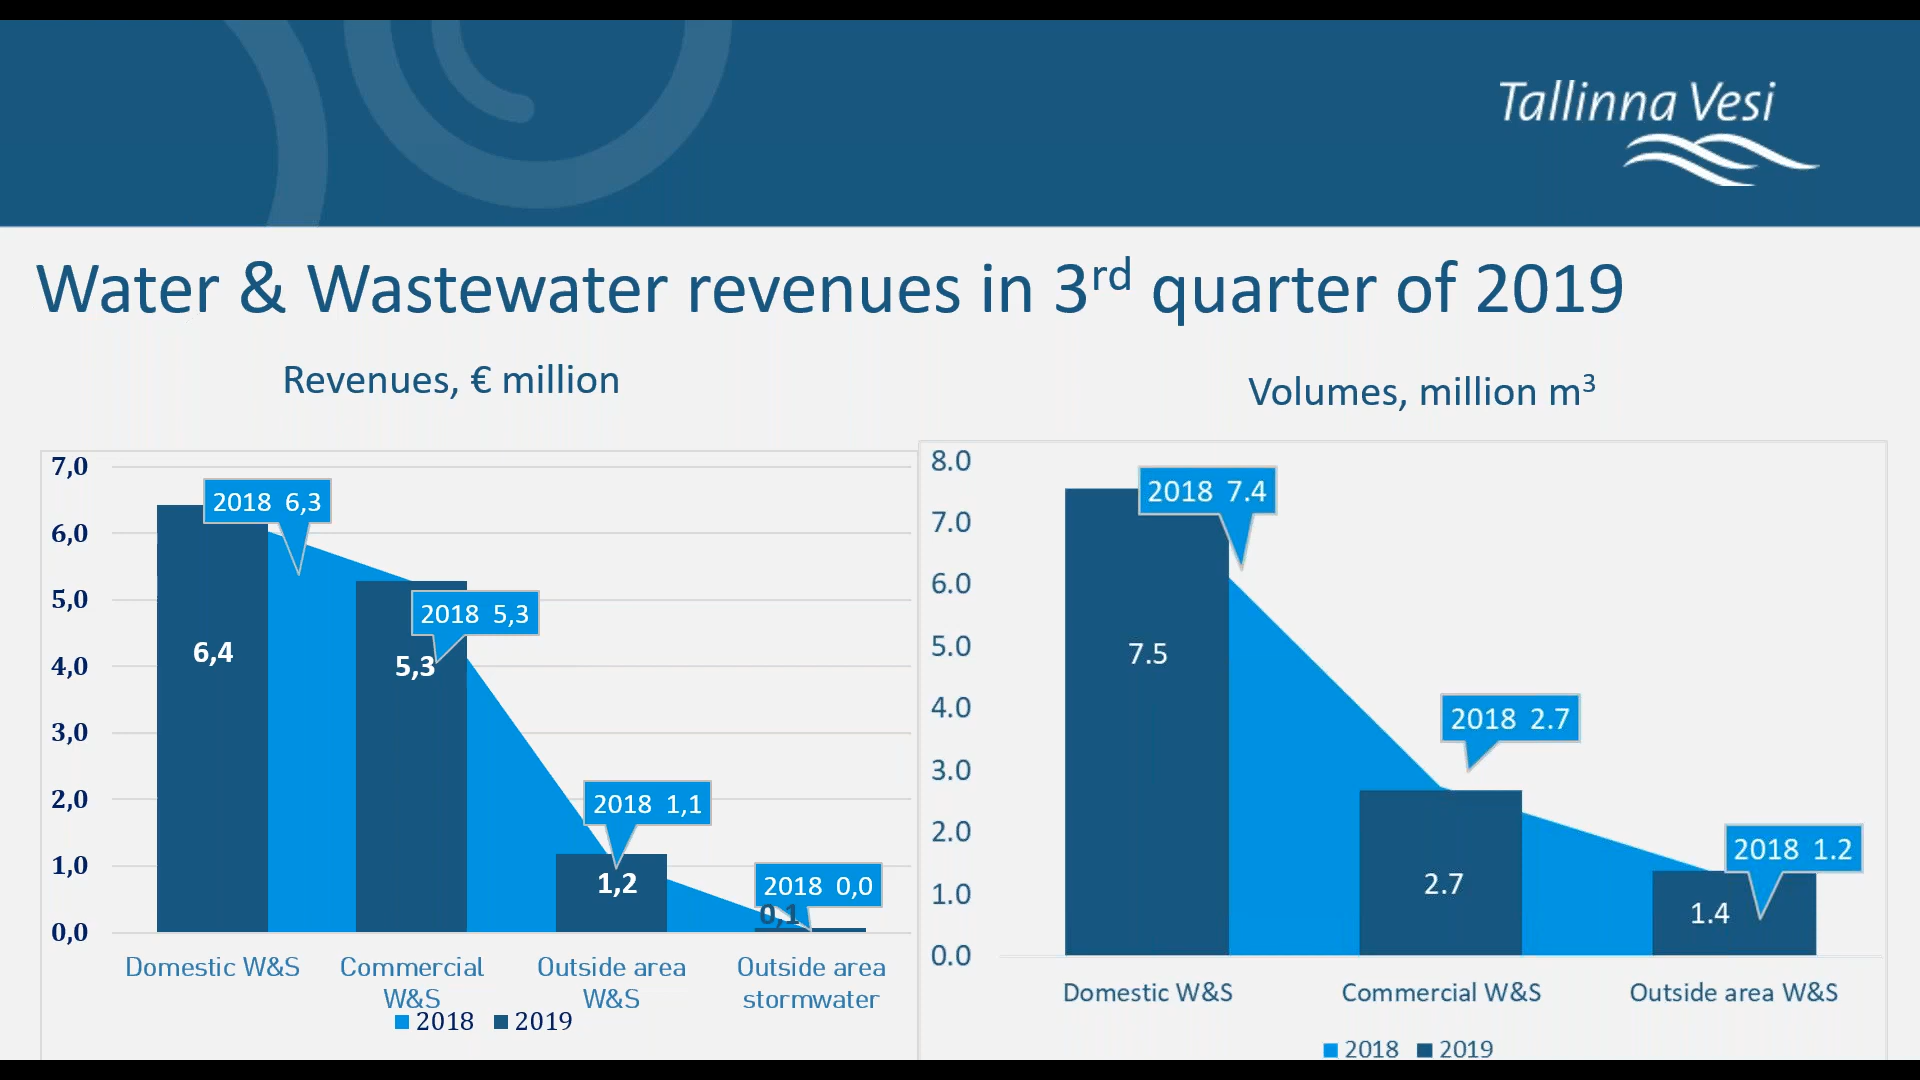 Tallinna Vesi
Water & Wastewater revenues in 3rd quarter of 2019
Revenues, € million
7,0
6,0
5,0
4,0
3,0
2,0
1,0
0,0
2018 6,3
6,4
2018 5,3
5,3
2018 1,1
1,2
2018 0,0
0,1
Domestic W&S
Commercial
W&S
Outside area
W&S
Outside area
stormwater
2018 2019
Volumes, million m³
8.0
7.0
6.0
5.0
4.0
3.0
2.0
1.0
0.0
2018 7.4
7.5
2018 2.7
2.7
2018 1.2
1.4
Domestic W&S
Commercial W&S
Outside area W&S
2018 2019